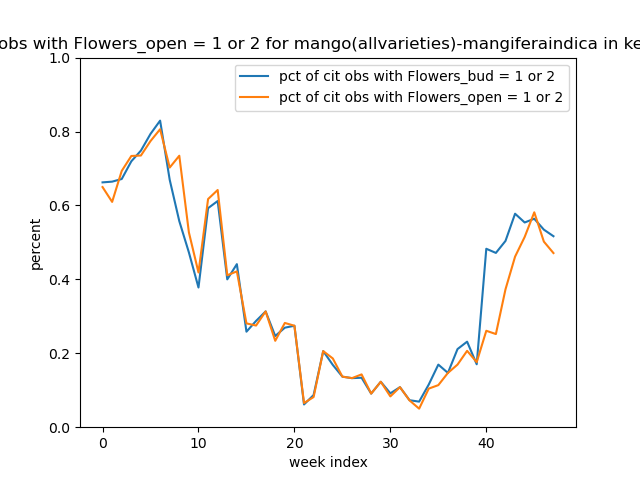 obs with Flowers_open = 1 or 2 for mango(allvarieties)-mangiferaindica in ke
1.0
pct of cit obs with Flowers_bud = 1 or 2
pct of cit obs with Flowers_open = 1 or 2
0.8
0.6
percent
0.4
0.2
0.0
0 10 20 30 40
week index